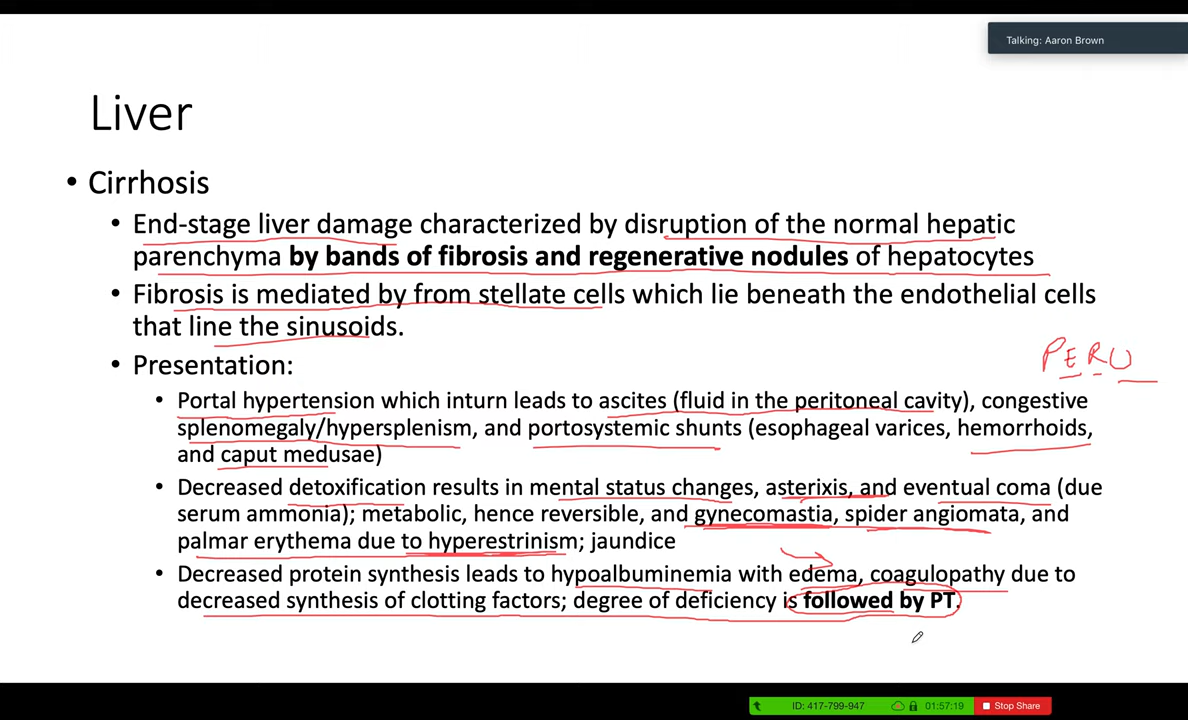 Talking: Aaron Brown
Liver
• Cirrhosis
• End-stage liver damage characterized by disruption of the normal hepatic
parenchyma by bands of fibrosis and regenerative nodules of hepatocytes
• Fibrosis is mediated by from stellate cells which lie beneath the endothelial cells
that line the sinusoids.
• Presentation:
PERU
• Portal hypertension which inturn leads to ascites (fluid in the peritoneal cavity), congestive
splenomegaly/hypersplenism, and portosystemic shunts (esophageal varices, hemorrhoids,
and caput medusae)
• Decreased detoxification results in mental status changes, asterixis, and eventual coma (due
serum ammonia); metabolic, hence reversible, and gynecomastia, spider angiomata, and
palmar erythema due to hyperestrinism; jaundice
• Decreased protein synthesis leads to hypoalbuminemia with edema, coagulopathy due to
decreased synthesis of clotting factors; degree of deficiency is followed by PT.
ID: 417-799-947 01:57:19 Stop Share